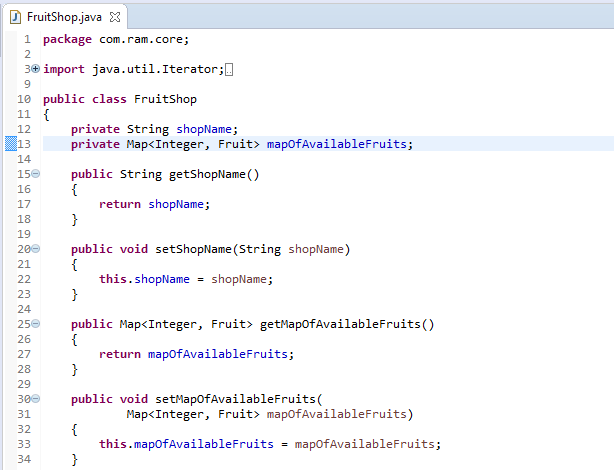 FruitShop.java
1 package com.ram.core;
2
3 import java.util.Iterator;
9
10 public class FruitShop
11 {
12 private String shopName;
13 private Map<Integer, Fruit> mapOfAvailableFruits;
14
15 public String getShopName()
16 {
17 return shopName;
18 }
19
20 public void setShopName(String shopName)
21 {
22 this.shopName = shopName;
23 }
24
25 public Map<Integer, Fruit> getMapOfAvailableFruits()
26 {
27 return mapOfAvailableFruits;
28 }
29
30 public void setMapOfAvailableFruits(
31 Map<Integer, Fruit> mapOfAvailableFruits)
32 {
33 this.mapOfAvailableFruits = mapOfAvailableFruits;
34 }